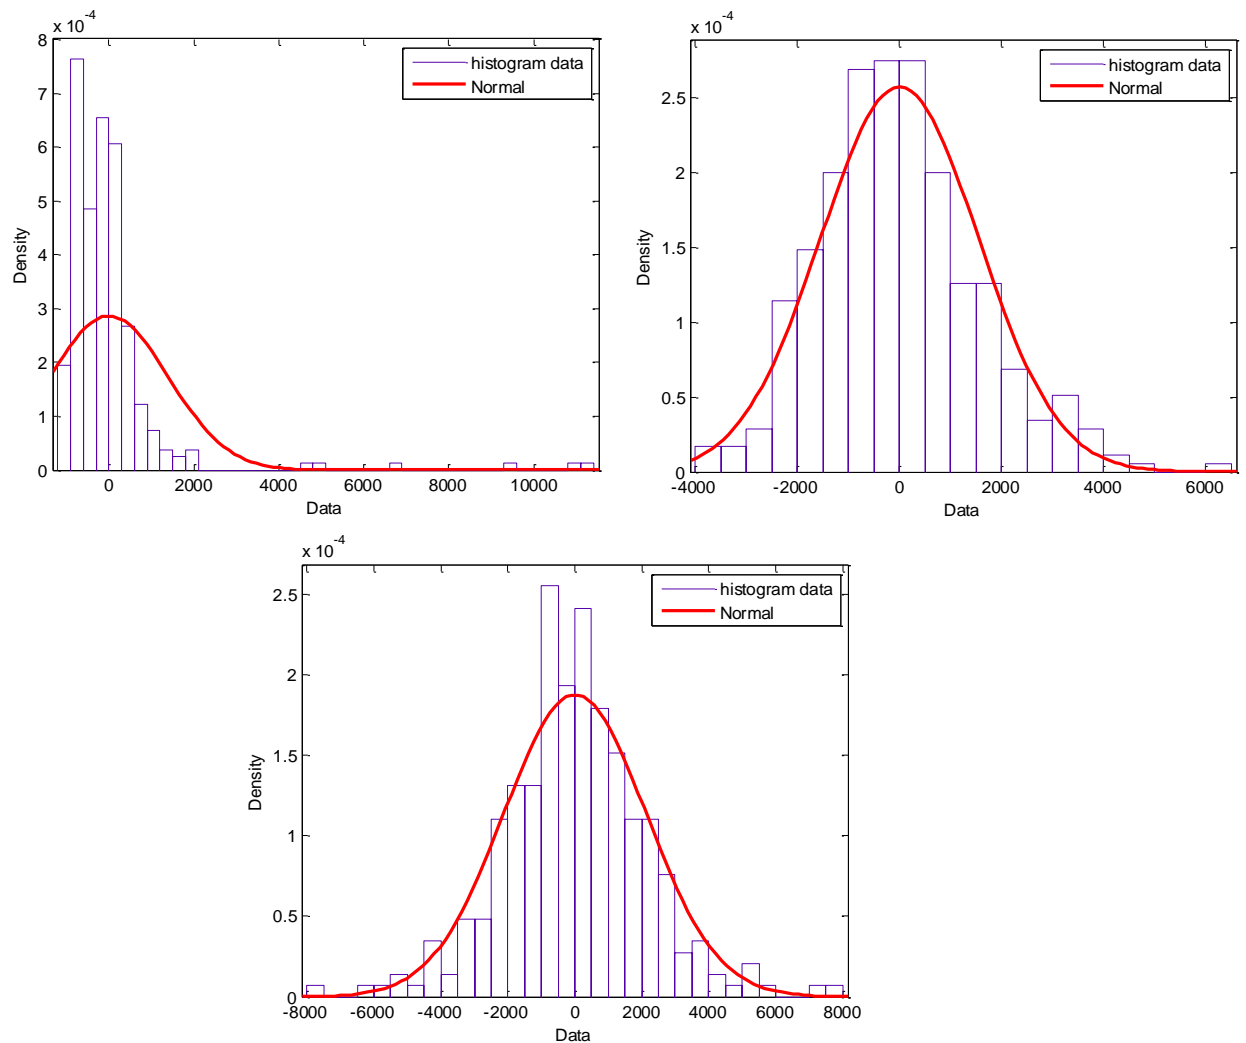 x 10-4
8
7
6
5
4
3
2
1
0
Density
histogram data
Normal
0 2000 4000 6000 8000 10000
Data
x 10-4
2.5
2
1.5
1
0.5
0
Density
histogram data
Normal
-4000 -2000 0 2000 4000 6000
Data
x 10-4
2.5
2
1.5
1
0.5
0
Density
histogram data
Normal
-8000 -6000 -4000 -2000 0 2000 4000 6000 8000
Data